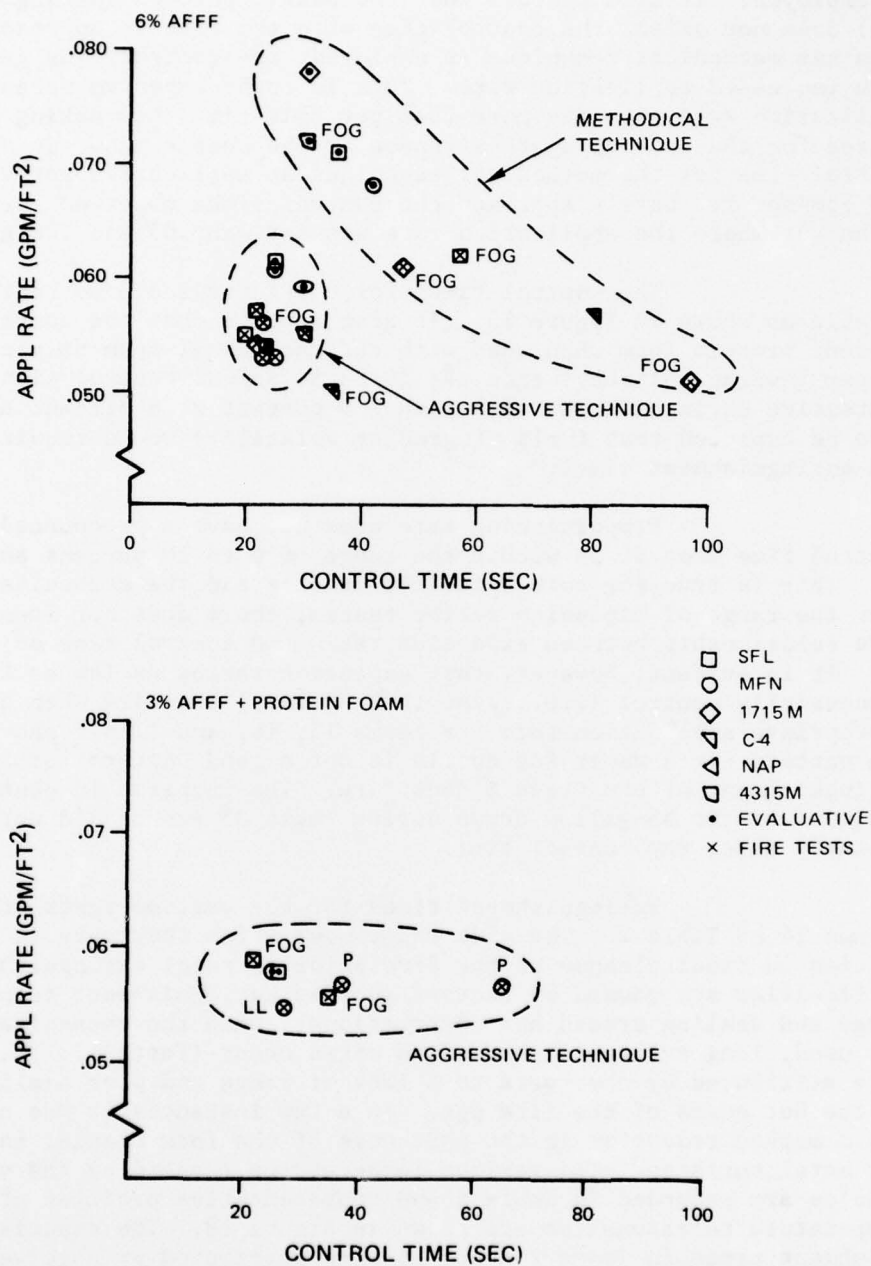 6% AFFF
.080
.070
.060
.050
APPL RATE (GPM/FT²)
FOG
METHODICAL
TECHNIQUE
FOG
FOG
FOG
FOG
FOG
AGGRESSIVE TECHNIQUE
0
20
40
60
80
100
CONTROL TIME (SEC)
SFL
MFN
1715M
C-4
NAP
4315M
EVALUATIVE
FIRE TESTS
3% AFFF + PROTEIN FOAM
.08
.07
.06
.05
APPL RATE (GPM/FT²)
FOG
P
P
LL
FOG
AGGRESSIVE TECHNIQUE
20
40
60
80
100
CONTROL TIME (SEC)